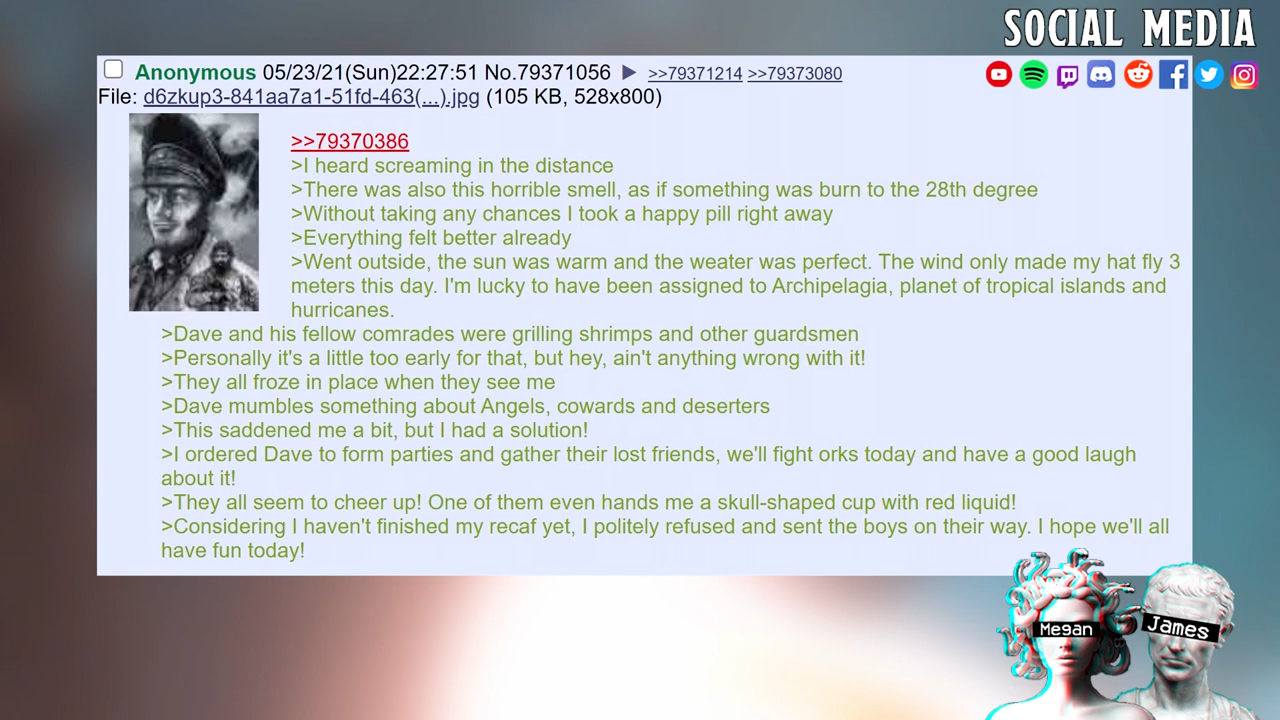 SOCIAL MEDIA
Anonymous 05/23/21(Sun)22:27:51 No.79371056 ▶ >>79371214 >>79373080
File: d6zkup3-841aa7a1-51fd-463(...).jpg (105 KB, 528x800)
>>79370386
>I heard screaming in the distance
>There was also this horrible smell, as if something was burn to the 28th degree
>Without taking any chances I took a happy pill right away
>Everything felt better already
>Went outside, the sun was warm and the weater was perfect. The wind only made my hat fly 3
meters this day. I'm lucky to have been assigned to Archipelagia, planet of tropical islands and
hurricanes.
>Dave and his fellow comrades were grilling shrimps and other guardsmen
>Personally it's a little too early for that, but hey, ain't anything wrong with it!
>They all froze in place when they see me
>Dave mumbles something about Angels, cowards and deserters
>This saddened me a bit, but I had a solution!
>I ordered Dave to form parties and gather their lost friends, we'll fight orks today and have a good laugh
about it!
>They all seem to cheer up! One of them even hands me a skull-shaped cup with red liquid!
>Considering I haven't finished my recaf yet, I politely refused and sent the boys on their way. I hope we'll all
have fun today!
Megan
James